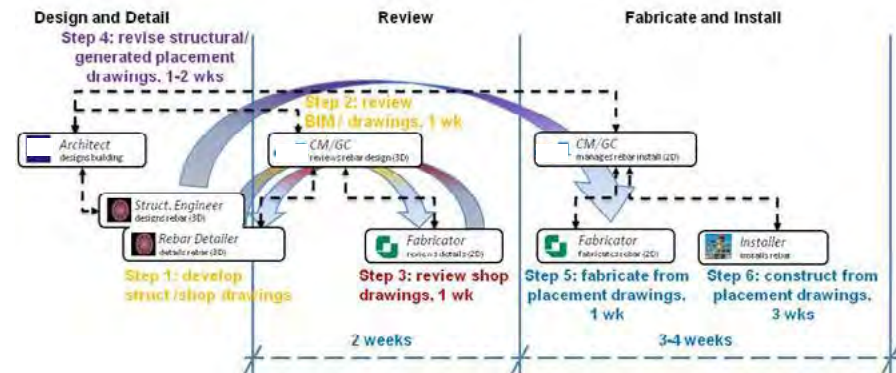 Design and Detail
Review
Fabricate and Install
Step 4: revise structural/
generated placement
drawings, 1-2 wks
Step 2: review
BIM / drawings, 1 wk
Architect
designs building
CM/GC
reviews rebar design (3D)
CM/GC
manages rebar install (2D)
Struct. Engineer
designs rebar (3D)
Rebar Detailer
details rebar (3D)
Fabricator
reviews details (2D)
Fabricator
fabricates rebar (2D)
Installer
installs rebar
Step 1: develop
struct /shop drawings
Step 3: review shop
drawings, 1 wk
Step 5: fabricate from
placement drawings,
1 wk
Step 6: construct from
placement drawings,
3 wks
2 weeks
3-4 weeks